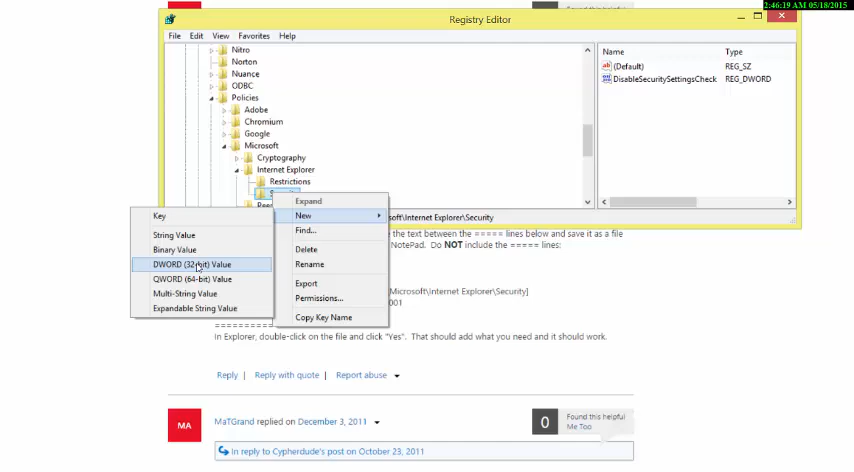 2:46:19 AM 05/18/2015
Found this helpful
Registry Editor
File Edit View Favorites Help
Nitro
Norton
Nuance
ODBC
Policies
Adobe
Chromium
Google
Microsoft
Cryptography
Internet Explorer
Restrictions
Name Type
(Default) REG_SZ
DisableSecuritySettingsCheck REG_DWORD
soft\Internet Explorer\Security
Expand
New
Find...
Delete
Rename
Export
Permissions...
Copy Key Name
Key
String Value
Binary Value
DWORD (32-bit) Value
QWORD (64-bit) Value
Multi-String Value
Expandable String Value
the text between the ===== lines below and save it as a file
NotePad. Do NOT include the ===== lines:
Microsoft\Internet Explorer\Security]
001
In Explorer, double-click on the file and click "Yes". That should add what you need and it should work.
Reply | Reply with quote | Report abuse
MA
MaTGrand replied on December 3, 2011
0
Found this helpful
Me Too
In reply to Cypherdude's post on October 23, 2011